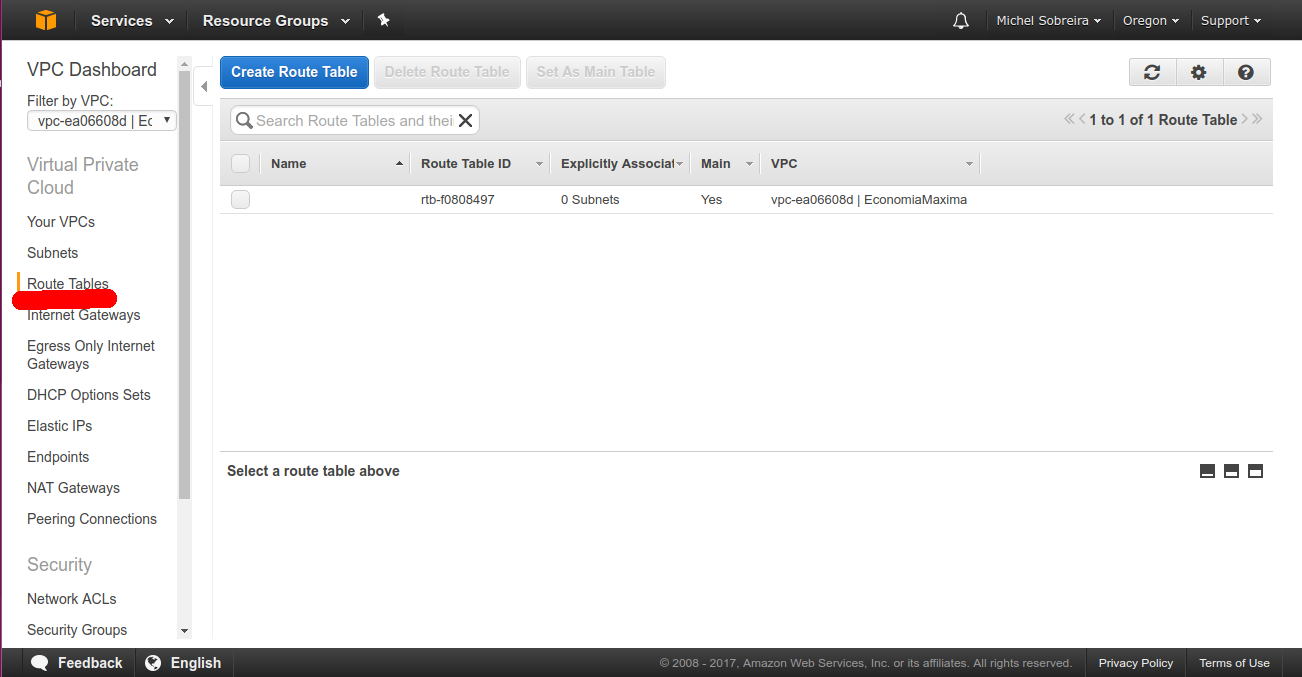 Services Resource Groups Michel Sobreira Oregon Support
VPC Dashboard
Filter by VPC:
vpc-ea06608d | Ec
Virtual Private
Cloud
Your VPCs
Subnets
Route Tables
Internet Gateways
Egress Only Internet
Gateways
DHCP Options Sets
Elastic IPs
Endpoints
NAT Gateways
Peering Connections
Security
Network ACLs
Security Groups
Create Route Table Delete Route Table Set As Main Table
Search Route Tables and thei 1 to 1 of 1 Route Table
Name Route Table ID Explicitly Associat Main VPC
rtb-f0808497 0 Subnets Yes vpc-ea06608d | EconomiaMaxima
Select a route table above
Feedback English © 2008 - 2017, Amazon Web Services, Inc. or its affiliates. All rights reserved. Privacy Policy Terms of Use